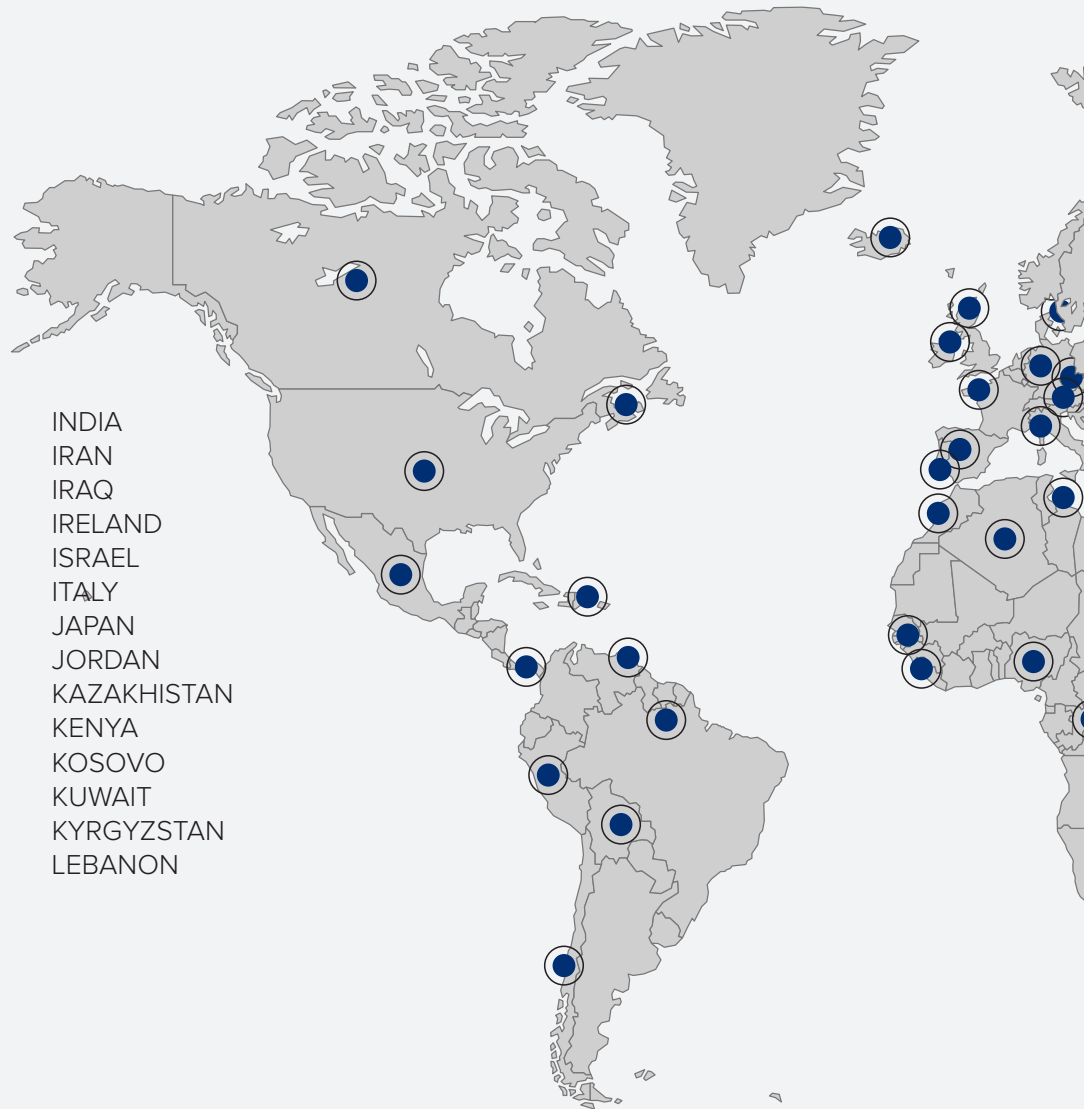 INDIA
IRAN
IRAQ
IRELAND
ISRAEL
ITALY
JAPAN
JORDAN
KAZAKHISTAN
KENYA
KOSOVO
KUWAIT
KYRGYZSTAN
LEBANON